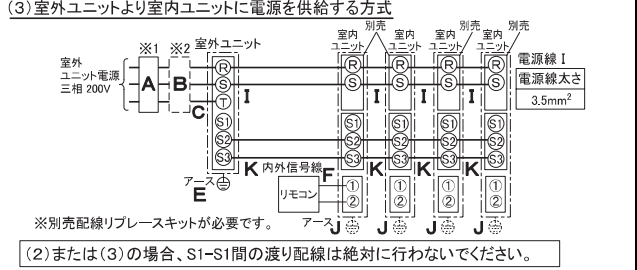 (3)室外ユニットより室内ユニットに電源を供給する方式
※1 ※2 室外ユニット
室内ユニット 別売 室内ユニット 室内ユニット 別売 室内ユニット 別売
室外
ユニット電源
三相 200V
A B C
R S T S1 S2 S3
I I I I
R S S1 S2 S3 ① ②
R S S1 S2 S3 ① ②
R S S1 S2 S3 ① ②
R S S1 S2 S3 ① ②
電源線 I
電源線太さ
3.5mm²
K 内外信号線 F K K K
アース
E
リモコン
アース J J J J
※別売配線リプレースキットが必要です。
(2)または(3)の場合、S1-S1間の渡り配線は絶対に行わないでください。